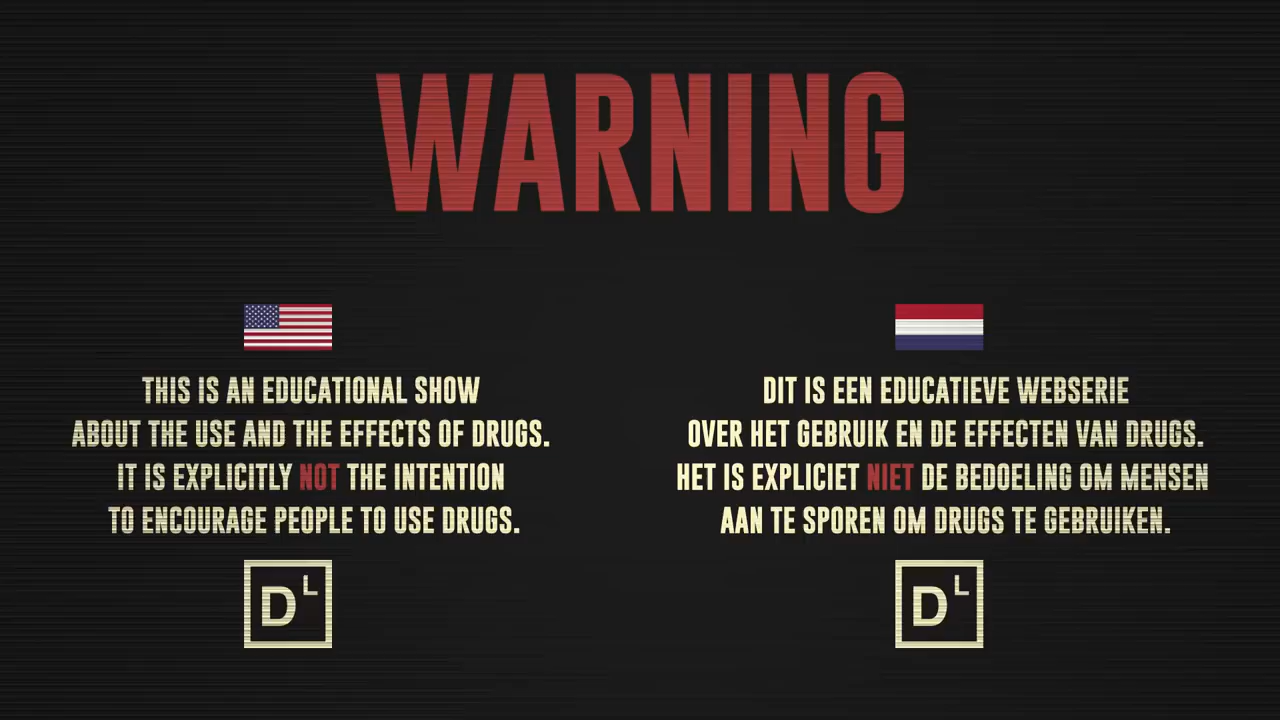 WARNING
THIS IS AN EDUCATIONAL SHOW
ABOUT THE USE AND THE EFFECTS OF DRUGS.
IT IS EXPLICITLY NOT THE INTENTION
TO ENCOURAGE PEOPLE TO USE DRUGS.
DL
DIT IS EEN EDUCATIEVE WEBSERIE
OVER HET GEBRUIK EN DE EFFECTEN VAN DRUGS.
HET IS EXPLICIET NIET DE BEDOELING OM MENSEN
AAN TE SPOREN OM DRUGS TE GEBRUIKEN.
DL